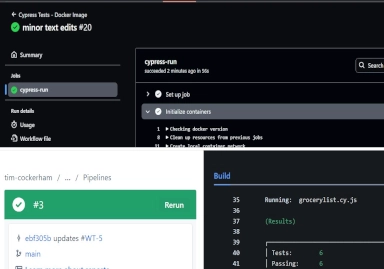 ← Cypress Tests - Docker Image
minor text edits #20
Summary
Jobs
cypress-run
Run details
Usage
Workflow file
cypress-run
succeeded 2 minutes ago in 56s
Search
Set up job
Initialize containers
1 Checking docker version
8 Clean up resources from previous jobs
Create local container network
tim-cockerham / ... / Pipelines
#3
Rerun
ebf305b updates #WT-5
main
Build
35 Running: grocerylist.cy.js
36
37 (Results)
38
39
40 Tests: 6
41 Passing: 6